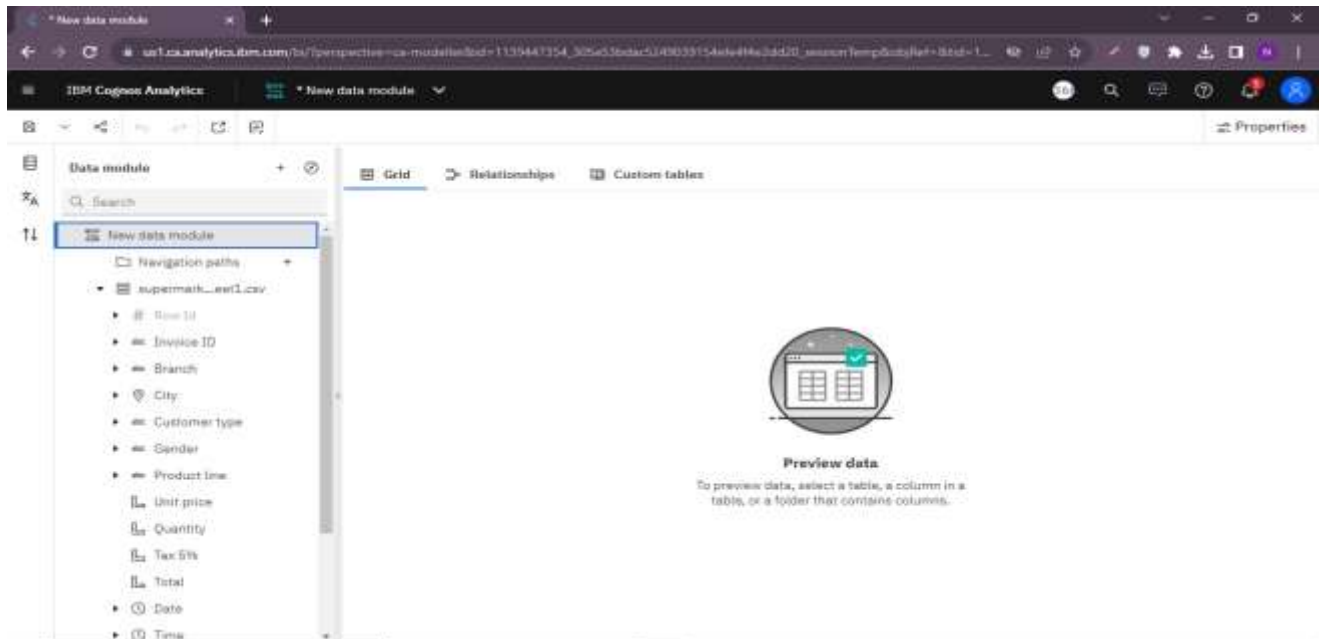 * New data module
IBM Cognos Analytics
* New data module
Properties
Data module
Grid
Relationships
Custom tables
Search
New data module
Navigation paths
supermark...eet1.csv
Row Id
Invoice ID
Branch
City
Customer type
Gender
Product line
Unit price
Quantity
Tax 5%
Total
Date
Time
Preview data
To preview data, select a table, a column in a
table, or a folder that contains columns.